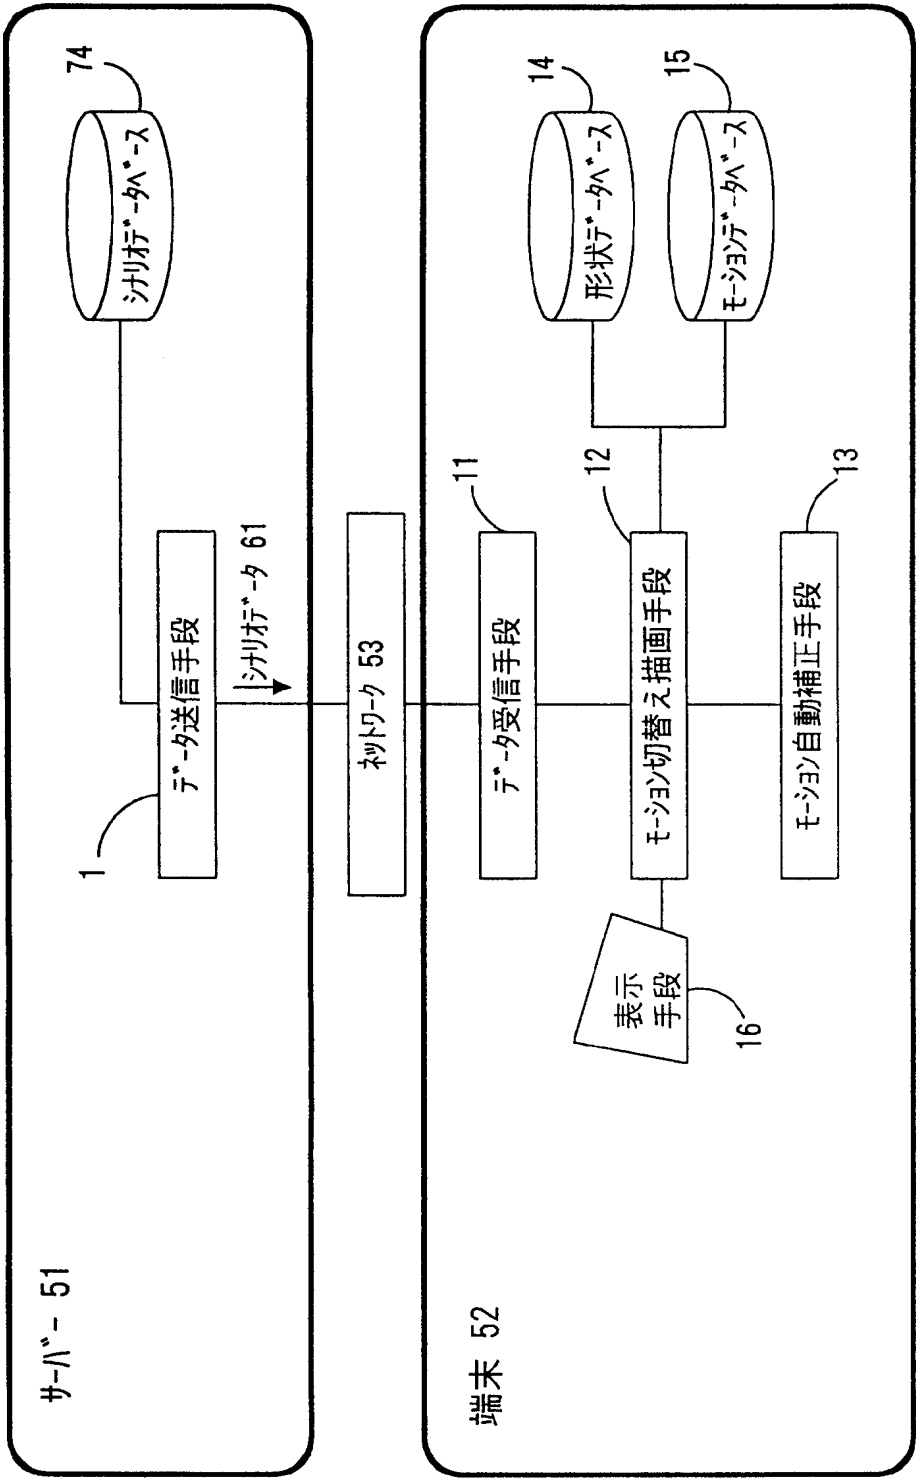 サーバー 51
シナリオデータベース
74
データ送信手段
1
シナリオデータ 61
ネットワーク 53
端末 52
データ受信手段
11
形状データベース
14
モーションデータベース
15
モーション切替え描画手段
12
表示
手段
16
モーション自動補正手段
13